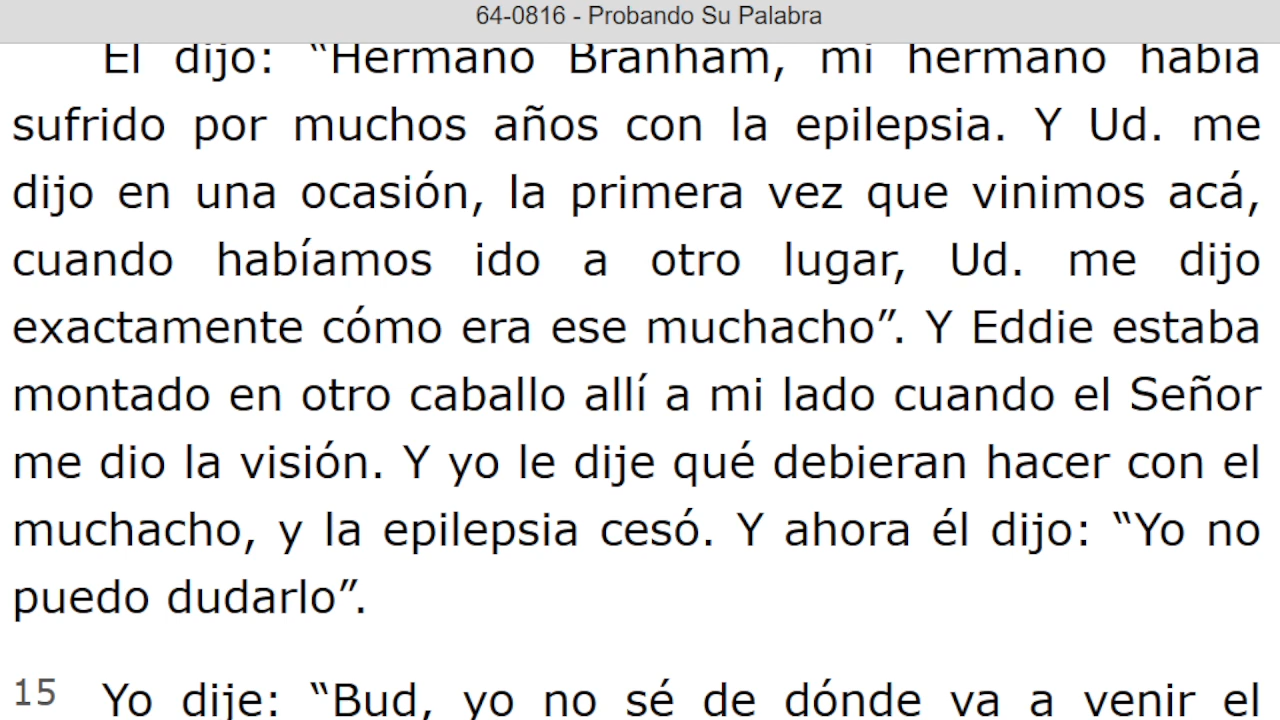 64-0816 - Probando Su Palabra
El dijo: “Hermano Branham, mi hermano había
sufrido por muchos años con la epilepsia. Y Ud. me
dijo en una ocasión, la primera vez que vinimos acá,
cuando habíamos ido a otro lugar, Ud. me dijo
exactamente cómo era ese muchacho”. Y Eddie estaba
montado en otro caballo allí a mi lado cuando el Señor
me dio la visión. Y yo le dije qué debieran hacer con el
muchacho, y la epilepsia cesó. Y ahora él dijo: “Yo no
puedo dudarlo”.
15 Yo dije: “Bud, yo no sé de dónde va a venir el